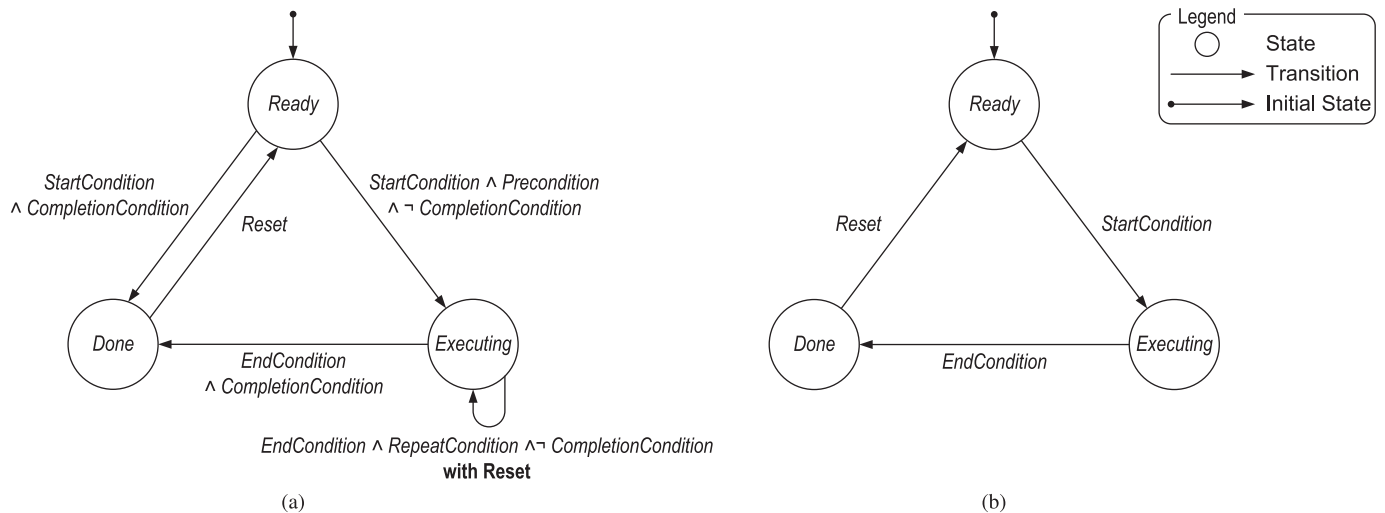 Ready
StartCondition
∧ CompletionCondition
Reset
StartCondition ∧ Precondition
∧ ¬ CompletionCondition
Done
Executing
EndCondition
∧ CompletionCondition
EndCondition ∧ RepeatCondition ∧¬ CompletionCondition
with Reset
(a)
Ready
Reset
StartCondition
Done
Executing
EndCondition
(b)
Legend
State
Transition
Initial State